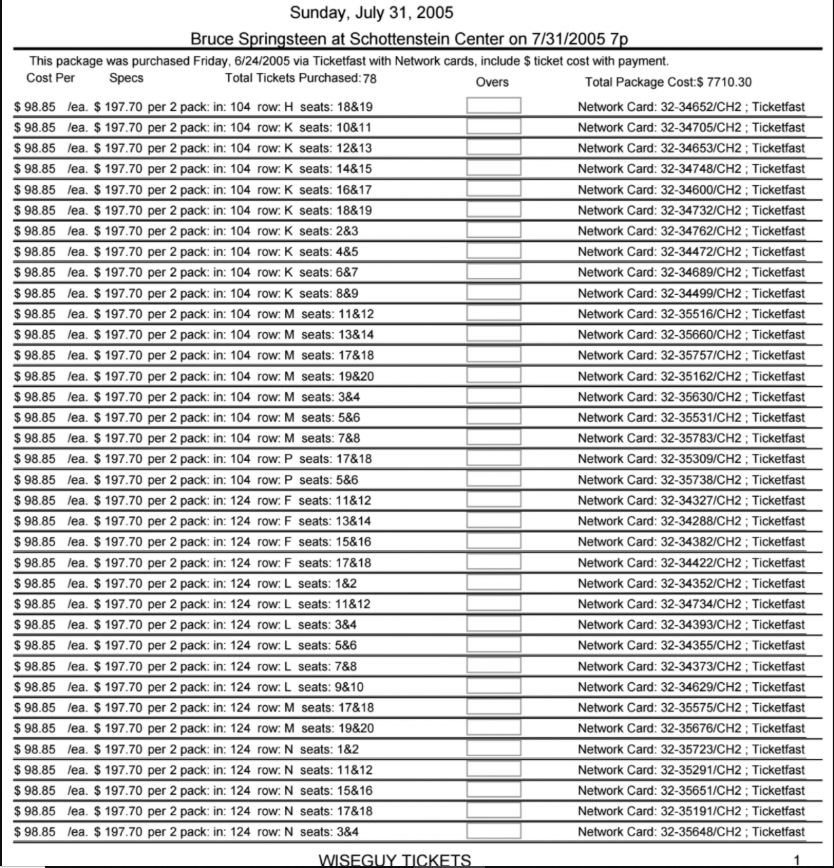 Sunday, July 31, 2005
Bruce Springsteen at Schottenstein Center on 7/31/2005 7p
This package was purchased Friday, 6/24/2005 via Ticketfast with Network cards, include $ ticket cost with payment.
Cost Per Specs Total Tickets Purchased: 78 Overs Total Package Cost:$ 7710.30
$ 98.85 /ea. $ 197.70 per 2 pack: in: 104 row: H seats: 18&19 Network Card: 32-34652/CH2 ; Ticketfast
$ 98.85 /ea. $ 197.70 per 2 pack: in: 104 row: K seats: 10&11 Network Card: 32-34705/CH2 ; Ticketfast
$ 98.85 /ea. $ 197.70 per 2 pack: in: 104 row: K seats: 12&13 Network Card: 32-34653/CH2 ; Ticketfast
$ 98.85 /ea. $ 197.70 per 2 pack: in: 104 row: K seats: 14&15 Network Card: 32-34748/CH2 ; Ticketfast
$ 98.85 /ea. $ 197.70 per 2 pack: in: 104 row: K seats: 16&17 Network Card: 32-34600/CH2 ; Ticketfast
$ 98.85 /ea. $ 197.70 per 2 pack: in: 104 row: K seats: 18&19 Network Card: 32-34732/CH2 ; Ticketfast
$ 98.85 /ea. $ 197.70 per 2 pack: in: 104 row: K seats: 2&3 Network Card: 32-34762/CH2 ; Ticketfast
$ 98.85 /ea. $ 197.70 per 2 pack: in: 104 row: K seats: 4&5 Network Card: 32-34472/CH2 ; Ticketfast
$ 98.85 /ea. $ 197.70 per 2 pack: in: 104 row: K seats: 6&7 Network Card: 32-34689/CH2 ; Ticketfast
$ 98.85 /ea. $ 197.70 per 2 pack: in: 104 row: K seats: 8&9 Network Card: 32-34499/CH2 ; Ticketfast
$ 98.85 /ea. $ 197.70 per 2 pack: in: 104 row: M seats: 11&12 Network Card: 32-35516/CH2 ; Ticketfast
$ 98.85 /ea. $ 197.70 per 2 pack: in: 104 row: M seats: 13&14 Network Card: 32-35660/CH2 ; Ticketfast
$ 98.85 /ea. $ 197.70 per 2 pack: in: 104 row: M seats: 17&18 Network Card: 32-35757/CH2 ; Ticketfast
$ 98.85 /ea. $ 197.70 per 2 pack: in: 104 row: M seats: 19&20 Network Card: 32-35162/CH2 ; Ticketfast
$ 98.85 /ea. $ 197.70 per 2 pack: in: 104 row: M seats: 3&4 Network Card: 32-35630/CH2 ; Ticketfast
$ 98.85 /ea. $ 197.70 per 2 pack: in: 104 row: M seats: 5&6 Network Card: 32-35531/CH2 ; Ticketfast
$ 98.85 /ea. $ 197.70 per 2 pack: in: 104 row: M seats: 7&8 Network Card: 32-35783/CH2 ; Ticketfast
$ 98.85 /ea. $ 197.70 per 2 pack: in: 104 row: P seats: 17&18 Network Card: 32-35309/CH2 ; Ticketfast
$ 98.85 /ea. $ 197.70 per 2 pack: in: 104 row: P seats: 5&6 Network Card: 32-35738/CH2 ; Ticketfast
$ 98.85 /ea. $ 197.70 per 2 pack: in: 124 row: F seats: 11&12 Network Card: 32-34327/CH2 ; Ticketfast
$ 98.85 /ea. $ 197.70 per 2 pack: in: 124 row: F seats: 13&14 Network Card: 32-34288/CH2 ; Ticketfast
$ 98.85 /ea. $ 197.70 per 2 pack: in: 124 row: F seats: 15&16 Network Card: 32-34382/CH2 ; Ticketfast
$ 98.85 /ea. $ 197.70 per 2 pack: in: 124 row: F seats: 17&18 Network Card: 32-34422/CH2 ; Ticketfast
$ 98.85 /ea. $ 197.70 per 2 pack: in: 124 row: L seats: 1&2 Network Card: 32-34352/CH2 ; Ticketfast
$ 98.85 /ea. $ 197.70 per 2 pack: in: 124 row: L seats: 11&12 Network Card: 32-34734/CH2 ; Ticketfast
$ 98.85 /ea. $ 197.70 per 2 pack: in: 124 row: L seats: 3&4 Network Card: 32-34393/CH2 ; Ticketfast
$ 98.85 /ea. $ 197.70 per 2 pack: in: 124 row: L seats: 5&6 Network Card: 32-34355/CH2 ; Ticketfast
$ 98.85 /ea. $ 197.70 per 2 pack: in: 124 row: L seats: 7&8 Network Card: 32-34373/CH2 ; Ticketfast
$ 98.85 /ea. $ 197.70 per 2 pack: in: 124 row: L seats: 9&10 Network Card: 32-34629/CH2 ; Ticketfast
$ 98.85 /ea. $ 197.70 per 2 pack: in: 124 row: M seats: 17&18 Network Card: 32-35575/CH2 ; Ticketfast
$ 98.85 /ea. $ 197.70 per 2 pack: in: 124 row: M seats: 19&20 Network Card: 32-35676/CH2 ; Ticketfast
$ 98.85 /ea. $ 197.70 per 2 pack: in: 124 row: N seats: 1&2 Network Card: 32-35723/CH2 ; Ticketfast
$ 98.85 /ea. $ 197.70 per 2 pack: in: 124 row: N seats: 11&12 Network Card: 32-35291/CH2 ; Ticketfast
$ 98.85 /ea. $ 197.70 per 2 pack: in: 124 row: N seats: 15&16 Network Card: 32-35651/CH2 ; Ticketfast
$ 98.85 /ea. $ 197.70 per 2 pack: in: 124 row: N seats: 17&18 Network Card: 32-35191/CH2 ; Ticketfast
$ 98.85 /ea. $ 197.70 per 2 pack: in: 124 row: N seats: 3&4 Network Card: 32-35648/CH2 ; Ticketfast
WISEGUY TICKETS 1